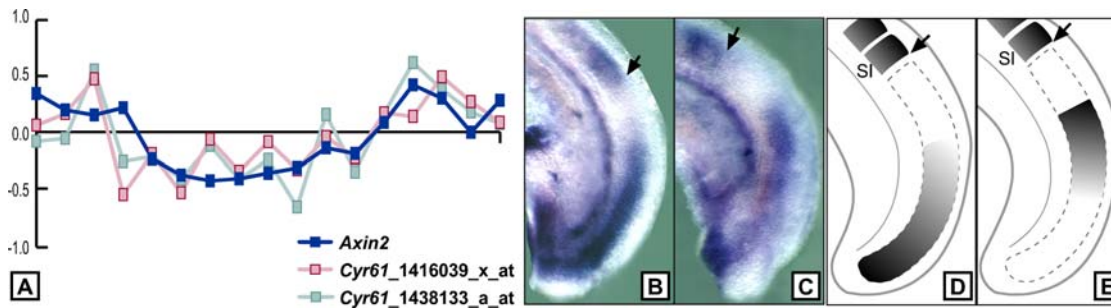 1.0
0.5
0.0
-0.5
-1.0
Axin2
Cyr61_1416039_x_at
Cyr61_1438133_a_at
A
B
C
SI
D
SI
E